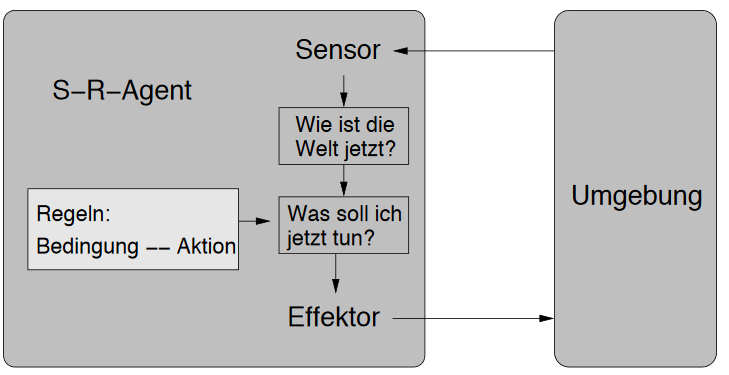 Sensor
S–R–Agent
Wie ist die
Welt jetzt?
Regeln:
Bedingung –– Aktion
Was soll ich
jetzt tun?
Effektor
Umgebung